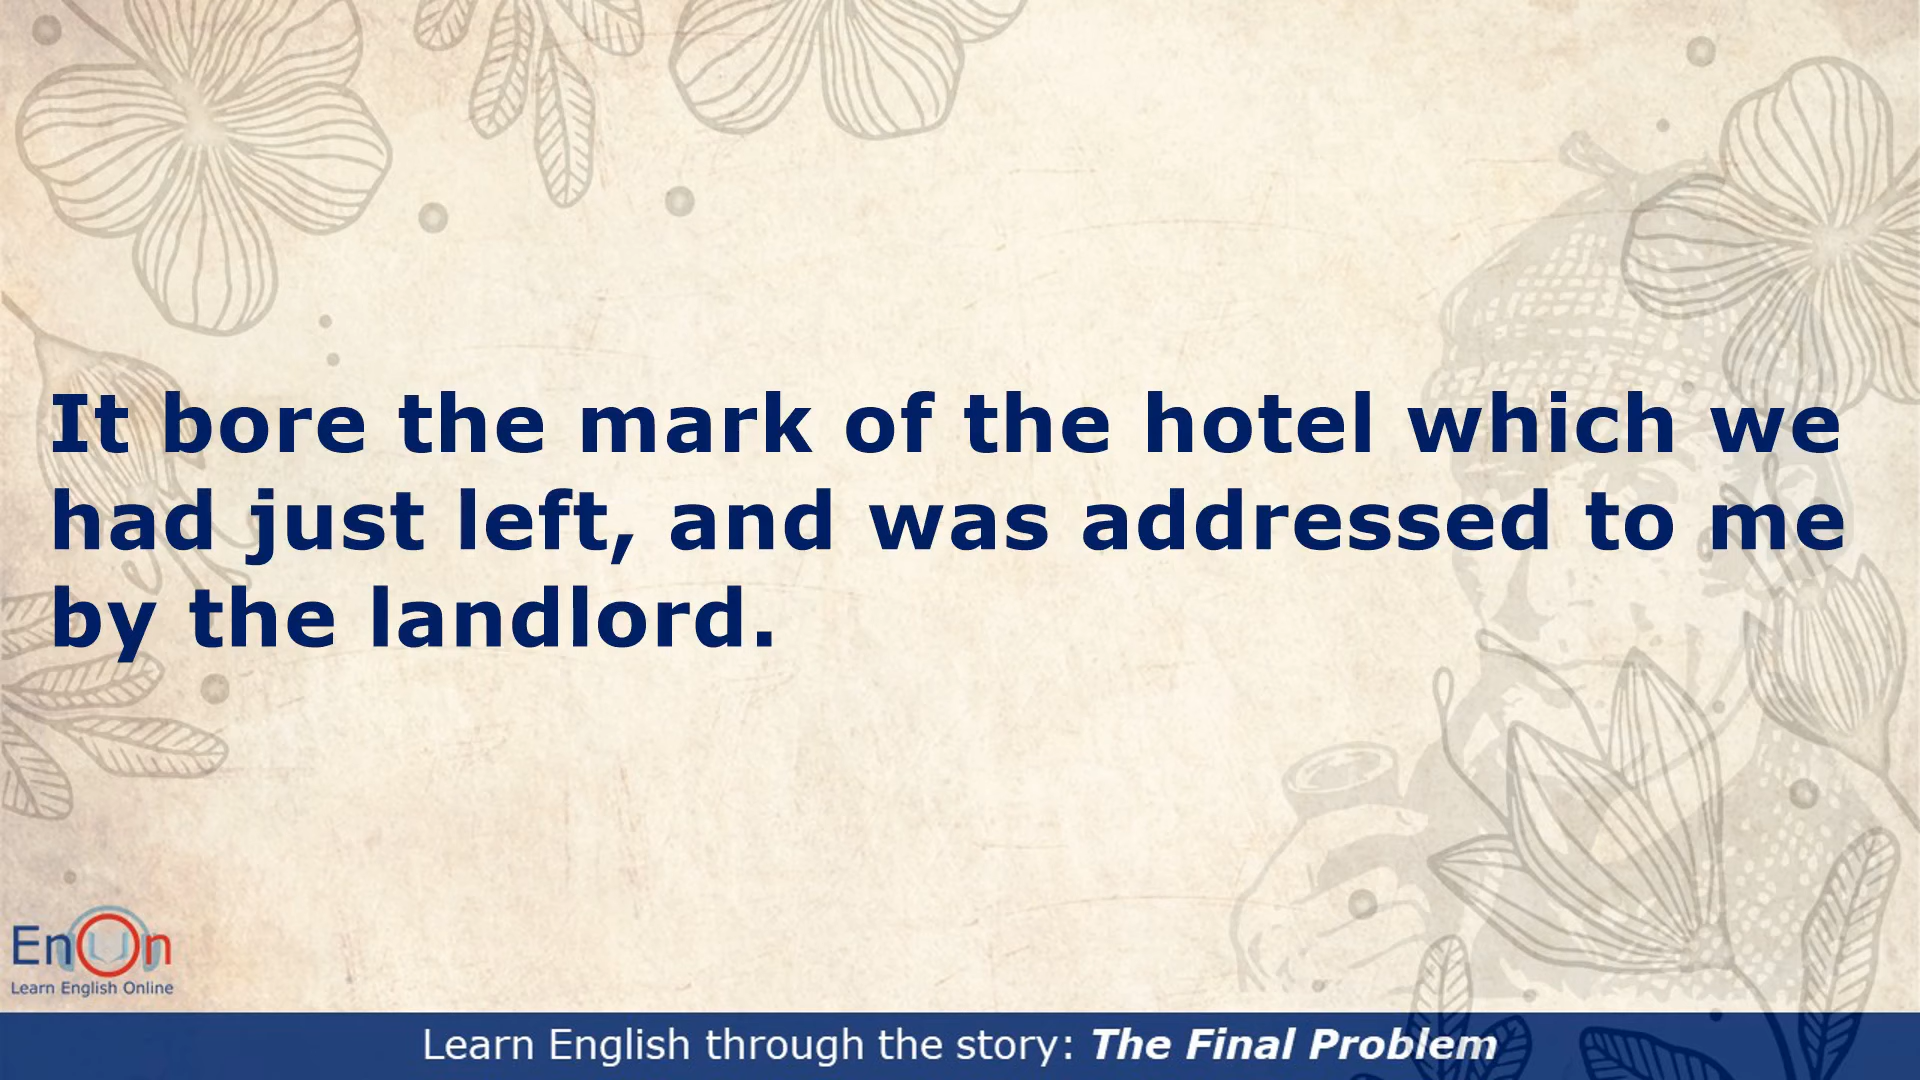 It bore the mark of the hotel which we
had just left, and was addressed to me
by the landlord.
EnOn
Learn English Online
Learn English through the story: The Final Problem